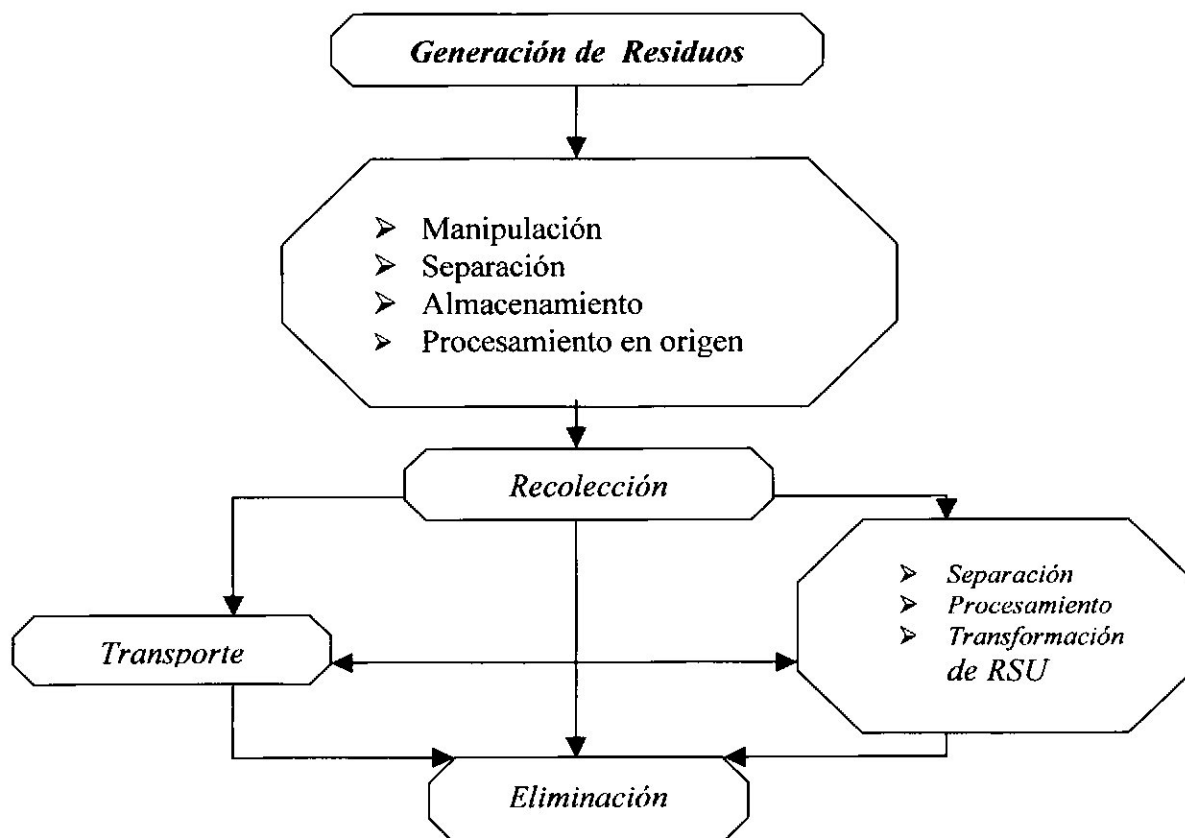 Generación de Residuos
➢ Manipulación
➢ Separación
➢ Almacenamiento
➢ Procesamiento en origen
Recolección
➢ Separación
➢ Procesamiento
➢ Transformación
de RSU
Transporte
Eliminación